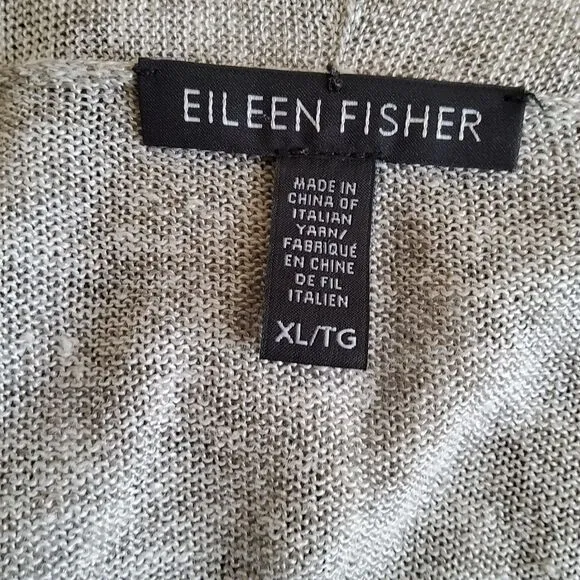 EILEEN FISHER
MADE IN
CHINA OF
ITALIAN
YARN/
FABRIQUÉ
EN CHINE
DE FIL
ITALIEN
XL/TG